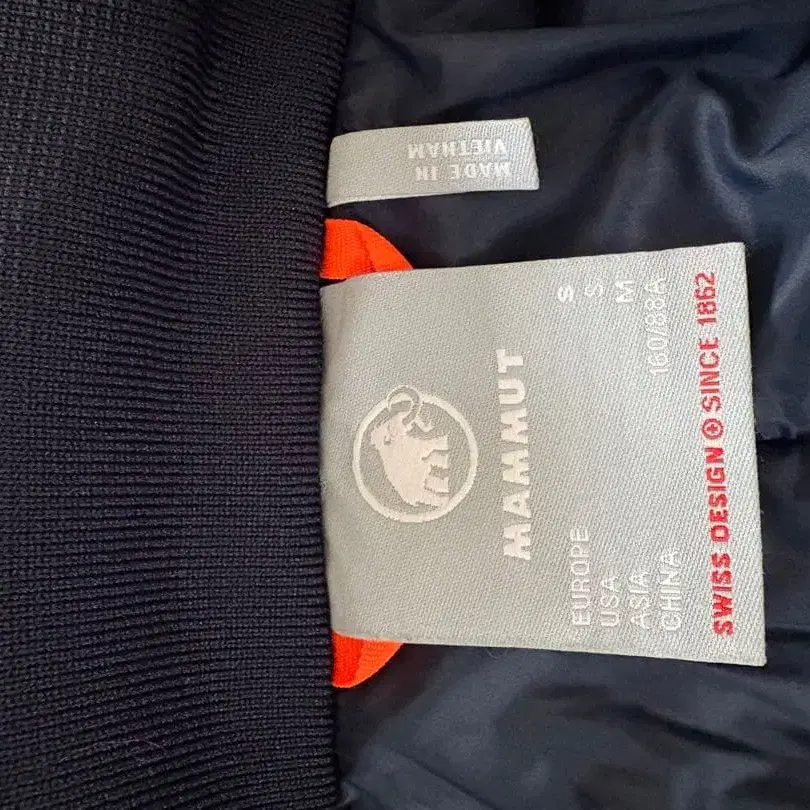 MADE IN
VIETNAM
MAMMUT
EUROPE S
USA S
ASIA M
CHINA 160/88A
SWISS DESIGN SINCE 1862